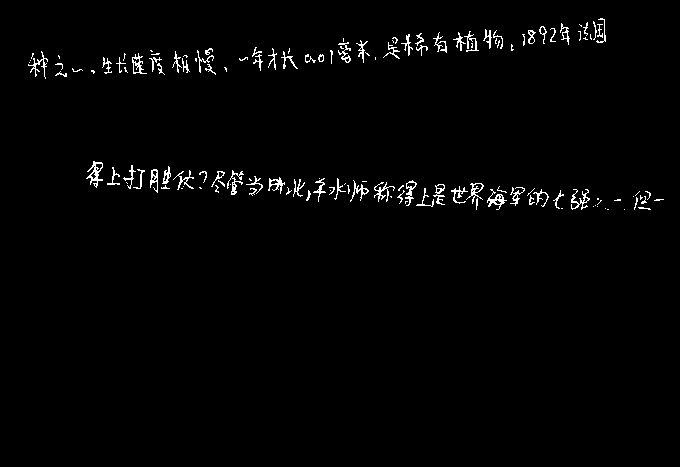 种之一。生长速度极慢、一年才长0.01毫米.是稀有植物。1892年法国
得上打胜仗?尽管当时北洋水师称得上是世界海军的七强之一.但一